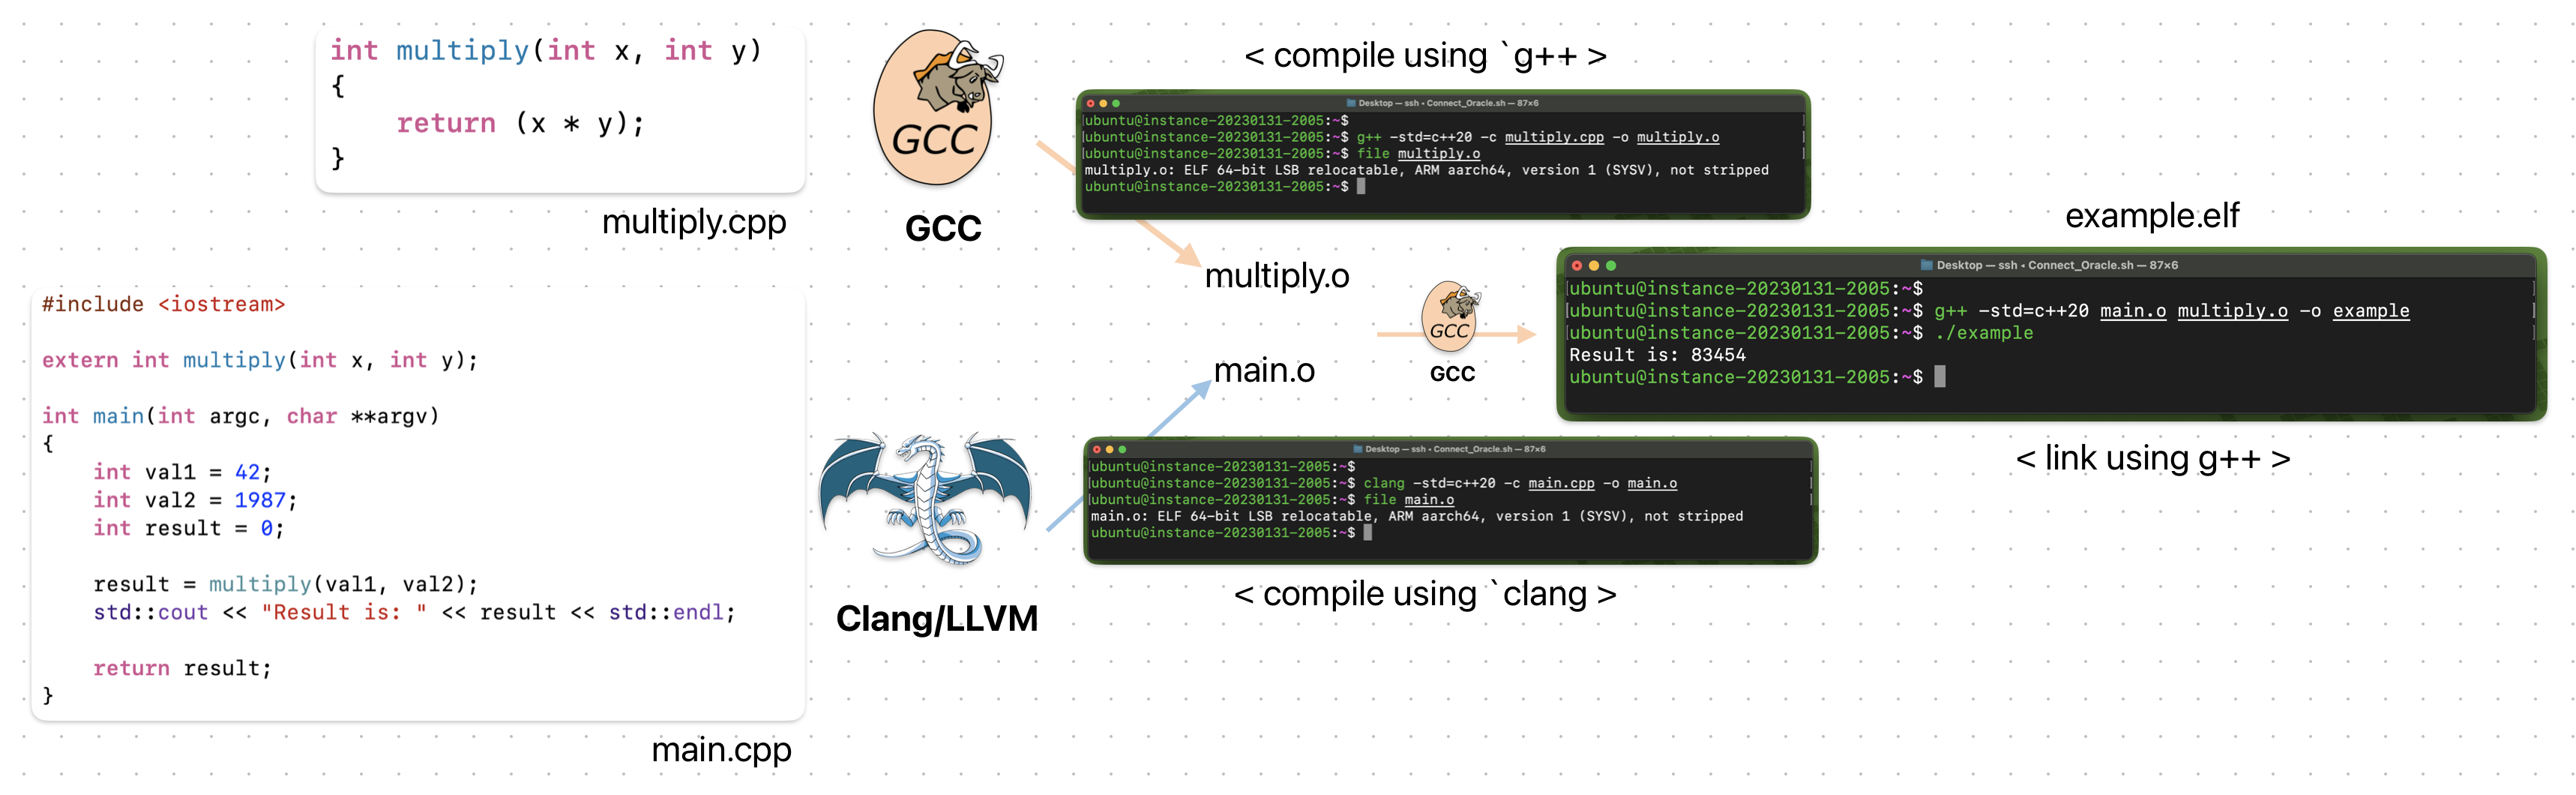 int multiply(int x, int y)
{
    return (x * y);
}
multiply.cpp
#include <iostream>
extern int multiply(int x, int y);
int main(int argc, char **argv)
{
    int val1 = 42;
    int val2 = 1987;
    int result = 0;
    result = multiply(val1, val2);
    std::cout << "Result is: " << result << std::endl;
    return result;
}
main.cpp
GCC
GCC
Clang/LLVM
< compile using `g++ >
Desktop — ssh ◂ Connect_Oracle.sh — 87×6
ubuntu@instance-20230131-2005:~$
ubuntu@instance-20230131-2005:~$ g++ -std=c++20 -c multiply.cpp -o multiply.o
ubuntu@instance-20230131-2005:~$ file multiply.o
multiply.o: ELF 64-bit LSB relocatable, ARM aarch64, version 1 (SYSV), not stripped
ubuntu@instance-20230131-2005:~$
multiply.o
main.o
Desktop — ssh ◂ Connect_Oracle.sh — 87×6
ubuntu@instance-20230131-2005:~$
ubuntu@instance-20230131-2005:~$ clang -std=c++20 -c main.cpp -o main.o
ubuntu@instance-20230131-2005:~$ file main.o
main.o: ELF 64-bit LSB relocatable, ARM aarch64, version 1 (SYSV), not stripped
ubuntu@instance-20230131-2005:~$
< compile using `clang >
GCC
GCC
example.elf
Desktop — ssh ◂ Connect_Oracle.sh — 87×6
ubuntu@instance-20230131-2005:~$
ubuntu@instance-20230131-2005:~$ g++ -std=c++20 main.o multiply.o -o example
ubuntu@instance-20230131-2005:~$ ./example
Result is: 83454
ubuntu@instance-20230131-2005:~$
< link using g++ >